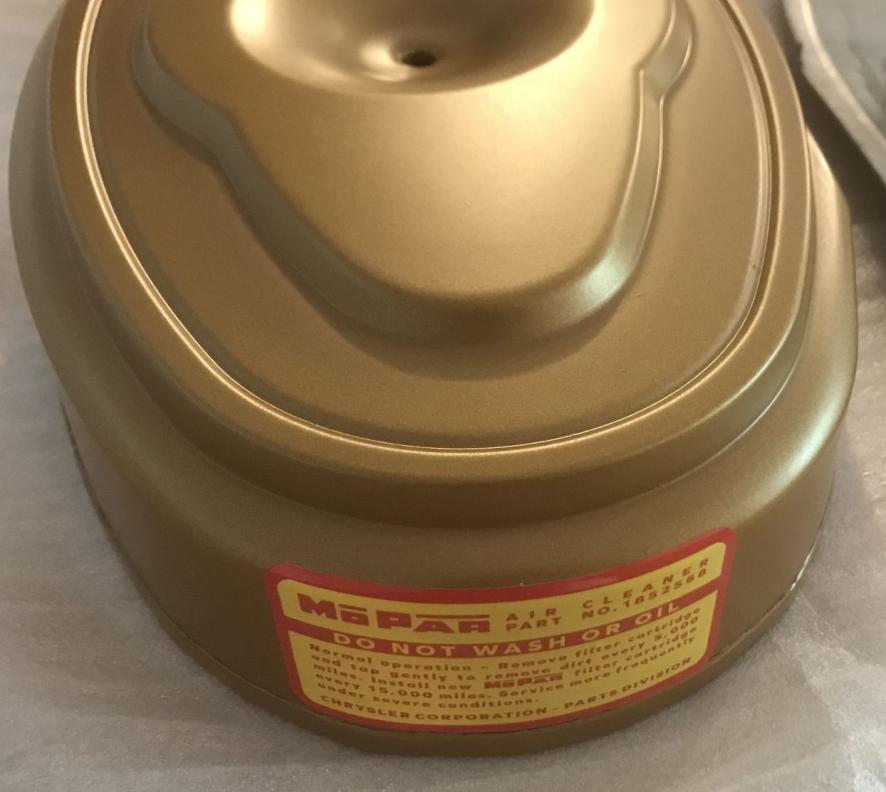 MoPAR AIR CLEANER
PART NO. 1852568
DO NOT WASH OR OIL
Normal operation - Remove filter cartridge
and tap gently to remove dirt every 5,000
miles. Install new MoPAR filter cartridge
every 15,000 miles. Service more frequently
under severe conditions.
CHRYSLER CORPORATION - PARTS DIVISION